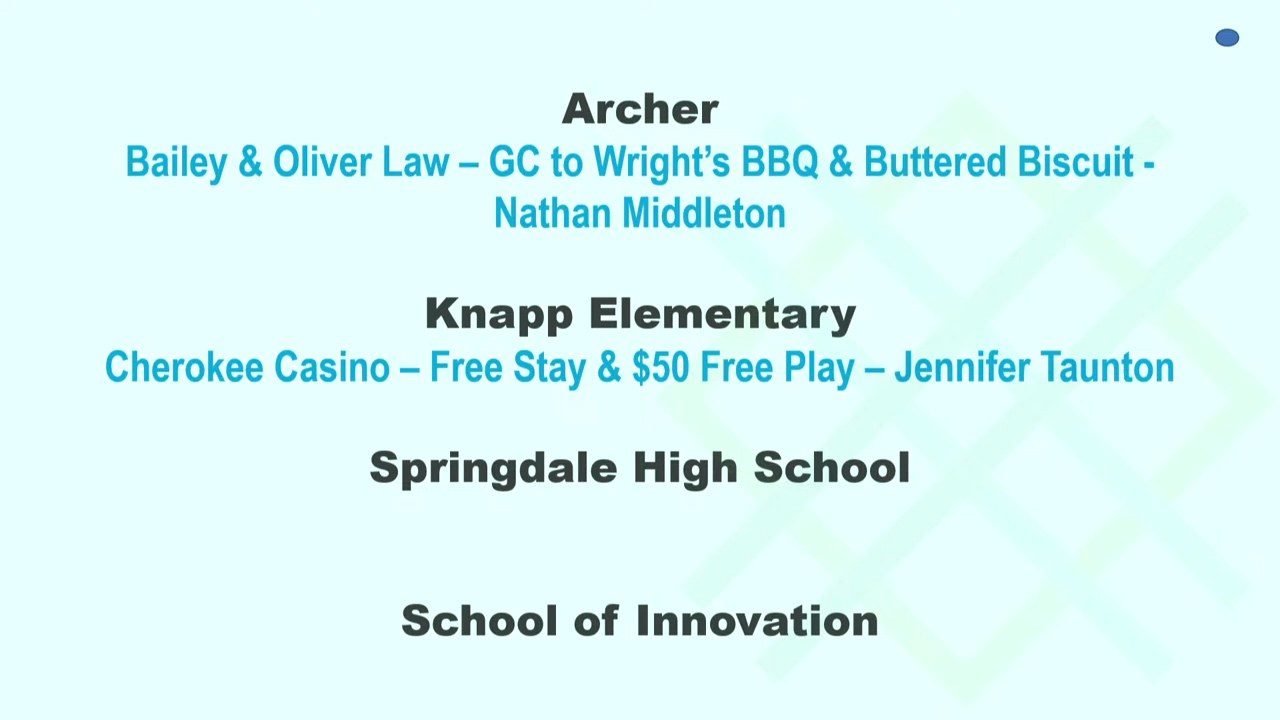 Archer
Bailey & Oliver Law – GC to Wright’s BBQ & Buttered Biscuit -
Nathan Middleton
Knapp Elementary
Cherokee Casino – Free Stay & $50 Free Play – Jennifer Taunton
Springdale High School
School of Innovation